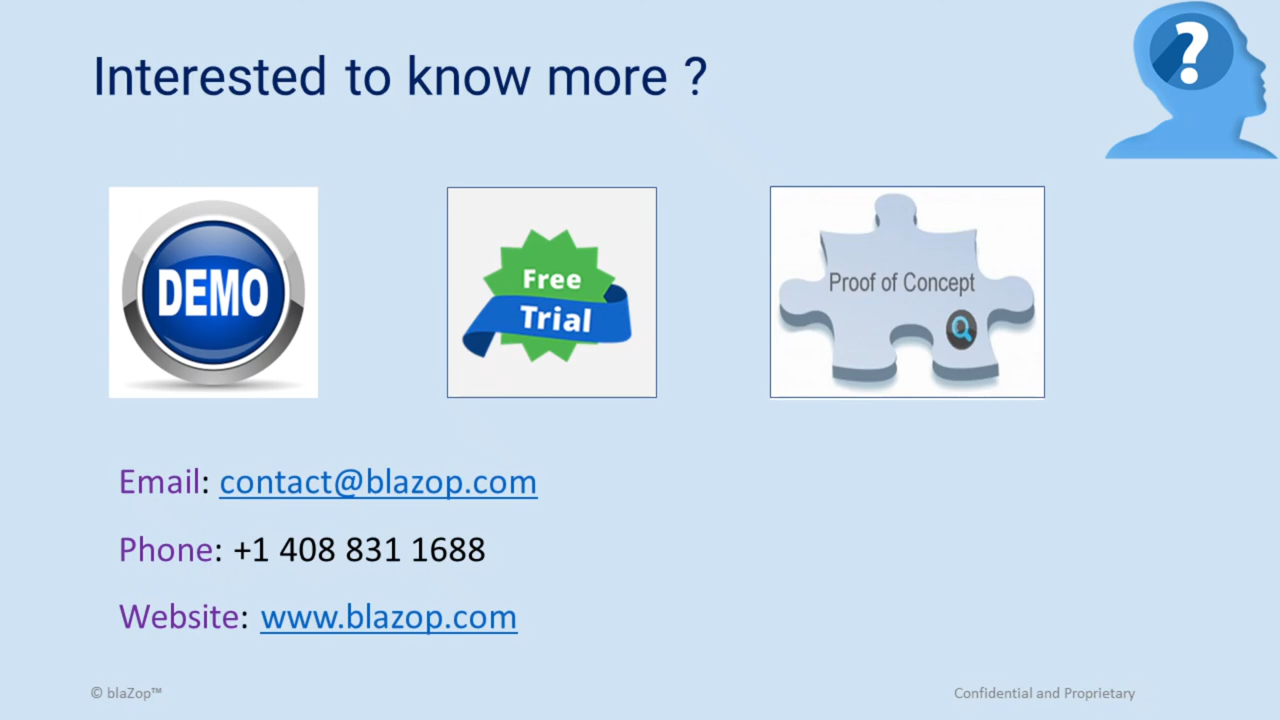 Interested to know more ?
?
DEMO
Free
Trial
Proof of Concept
Email: contact@blazop.com
Phone: +1 408 831 1688
Website: www.blazop.com
© blaZop™
Confidential and Proprietary